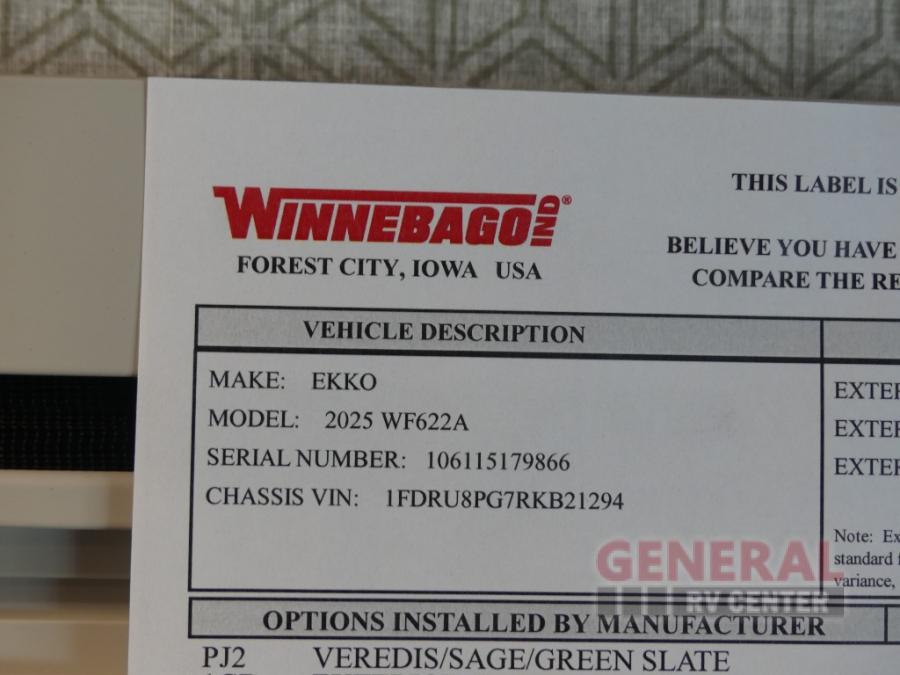 WINNEBAGO IND®
FOREST CITY, IOWA USA
THIS LABEL IS
BELIEVE YOU HAVE
COMPARE THE RE
VEHICLE DESCRIPTION
MAKE: EKKO
MODEL: 2025 WF622A
SERIAL NUMBER: 106115179866
CHASSIS VIN: 1FDRU8PG7RKB21294
EXTER
EXTER
EXTER
Note: Ex
standard f
variance,
GENERAL
RV CENTER
OPTIONS INSTALLED BY MANUFACTURER
PJ2 VEREDIS/SAGE/GREEN SLATE